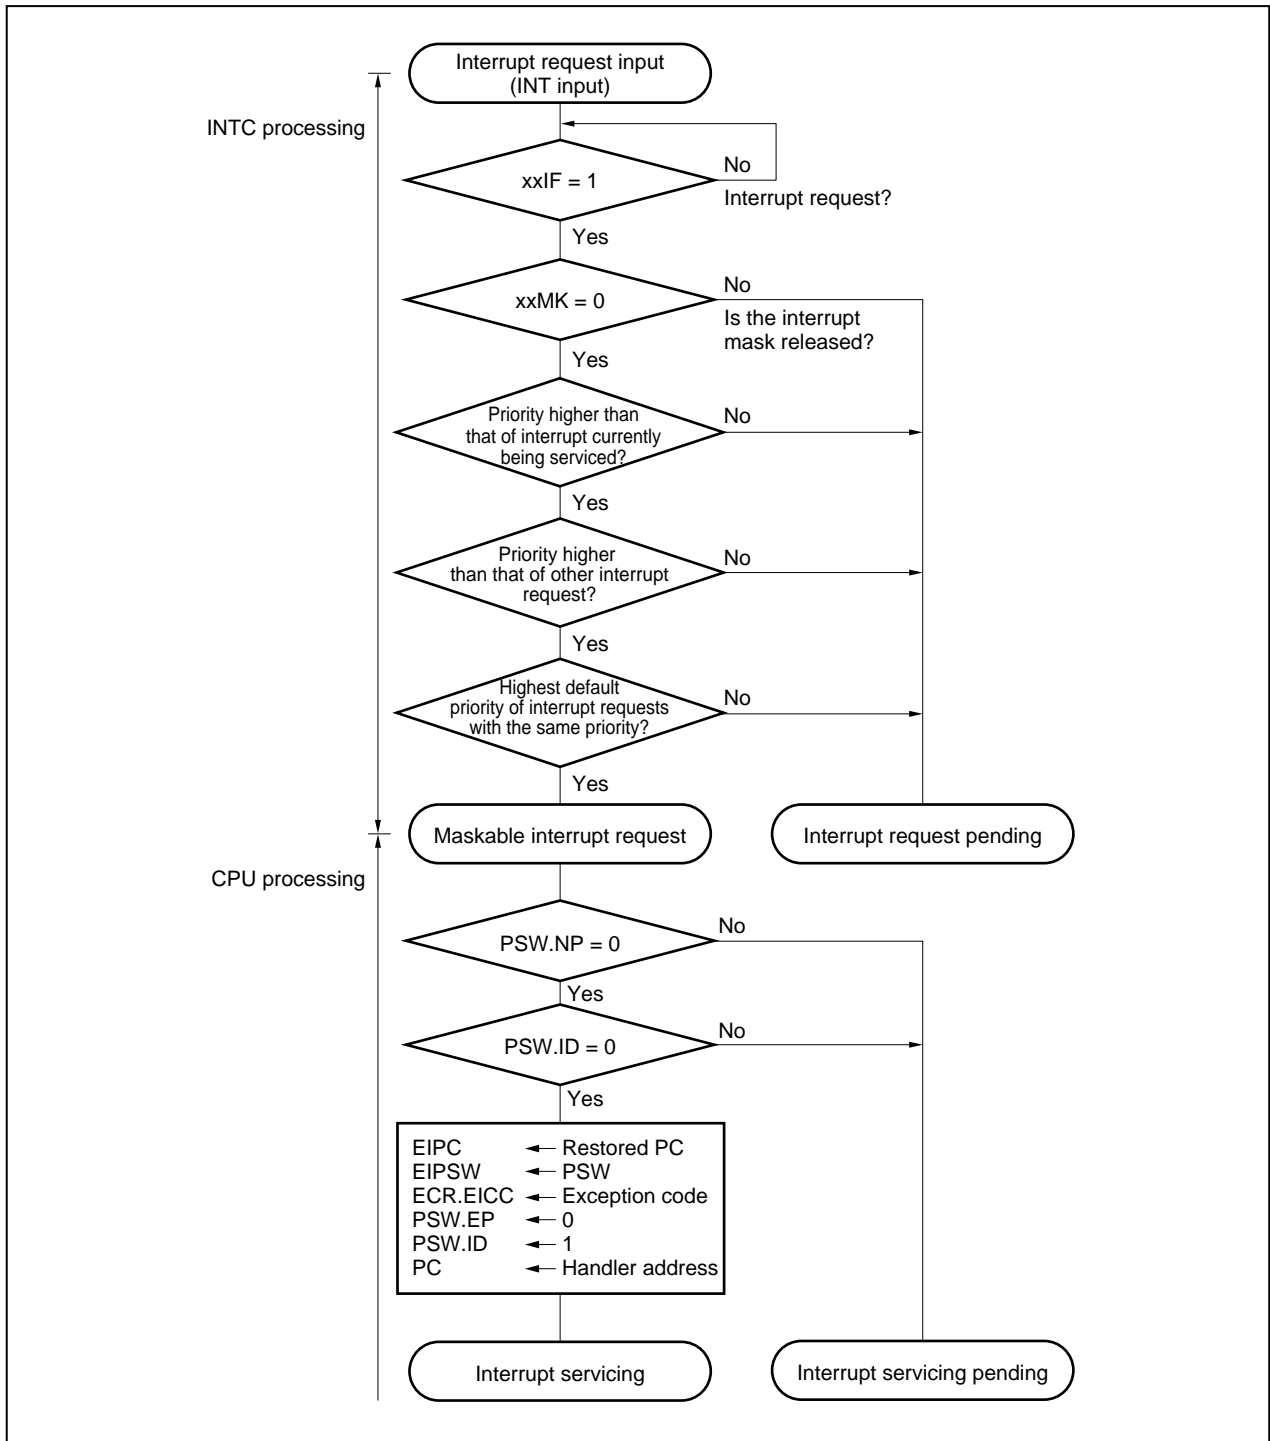 Interrupt request input
(INT input)
INTC processing
No
xxIF = 1
Interrupt request?
Yes
No
xxMK = 0
Is the interrupt
mask released?
Yes
Priority higher than
that of interrupt currently
being serviced?
No
Yes
Priority higher
than that of other interrupt
request?
No
Yes
Highest default
priority of interrupt requests
with the same priority?
No
Yes
Maskable interrupt request
Interrupt request pending
CPU processing
No
PSW.NP = 0
Yes
No
PSW.ID = 0
Yes
EIPC ← Restored PC
EIPSW ← PSW
ECR.EICC ← Exception code
PSW.EP ← 0
PSW.ID ← 1
PC ← Handler address
Interrupt servicing
Interrupt servicing pending